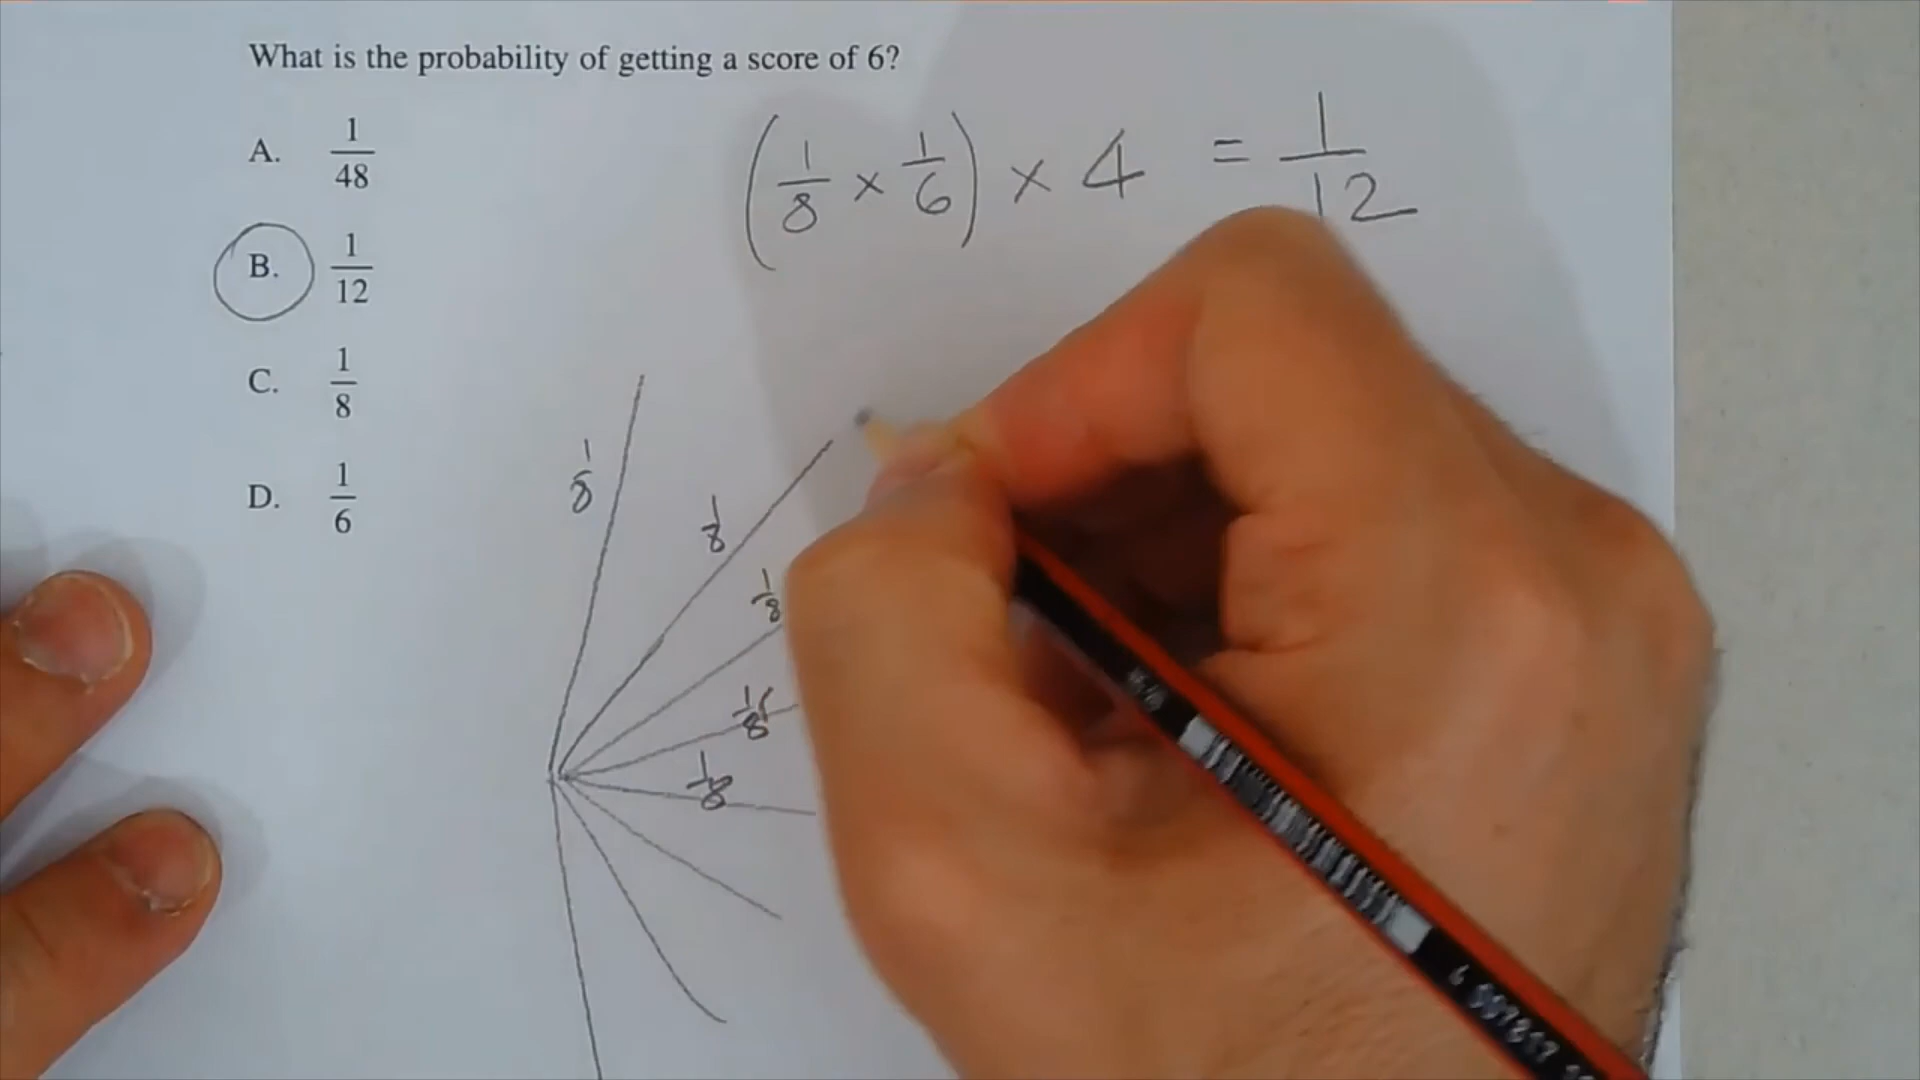 What is the probability of getting a score of 6?
A. 1/48
(1/8 × 1/6) × 4 = 1/12
B. 1/12
C. 1/8
D. 1/6
1/8
1/8
1/8
1/8
1/8